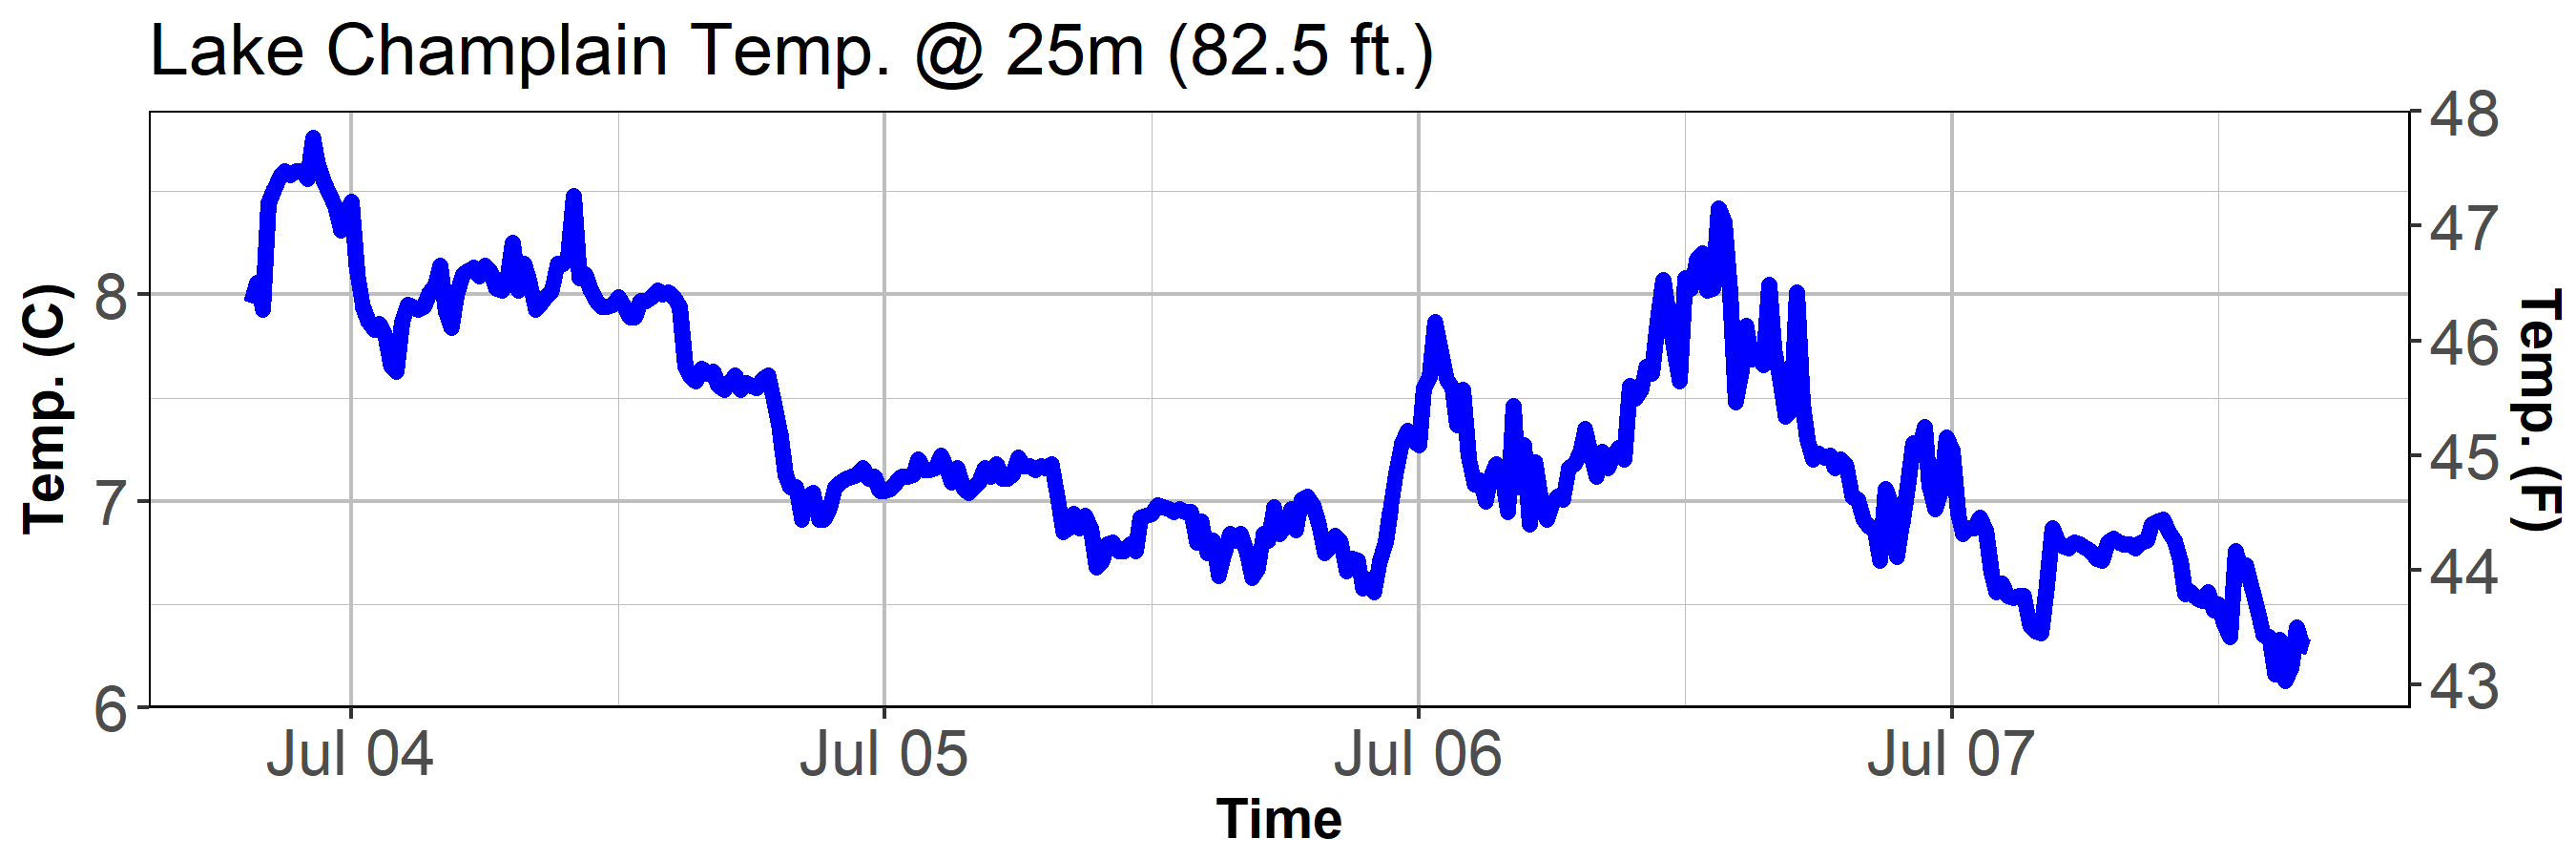 Lake Champlain Temp. @ 25m (82.5 ft.)
Temp. (C)
8
7
6
48
47
46
45
44
43
Temp. (F)
Jul 04 Jul 05 Jul 06 Jul 07
Time